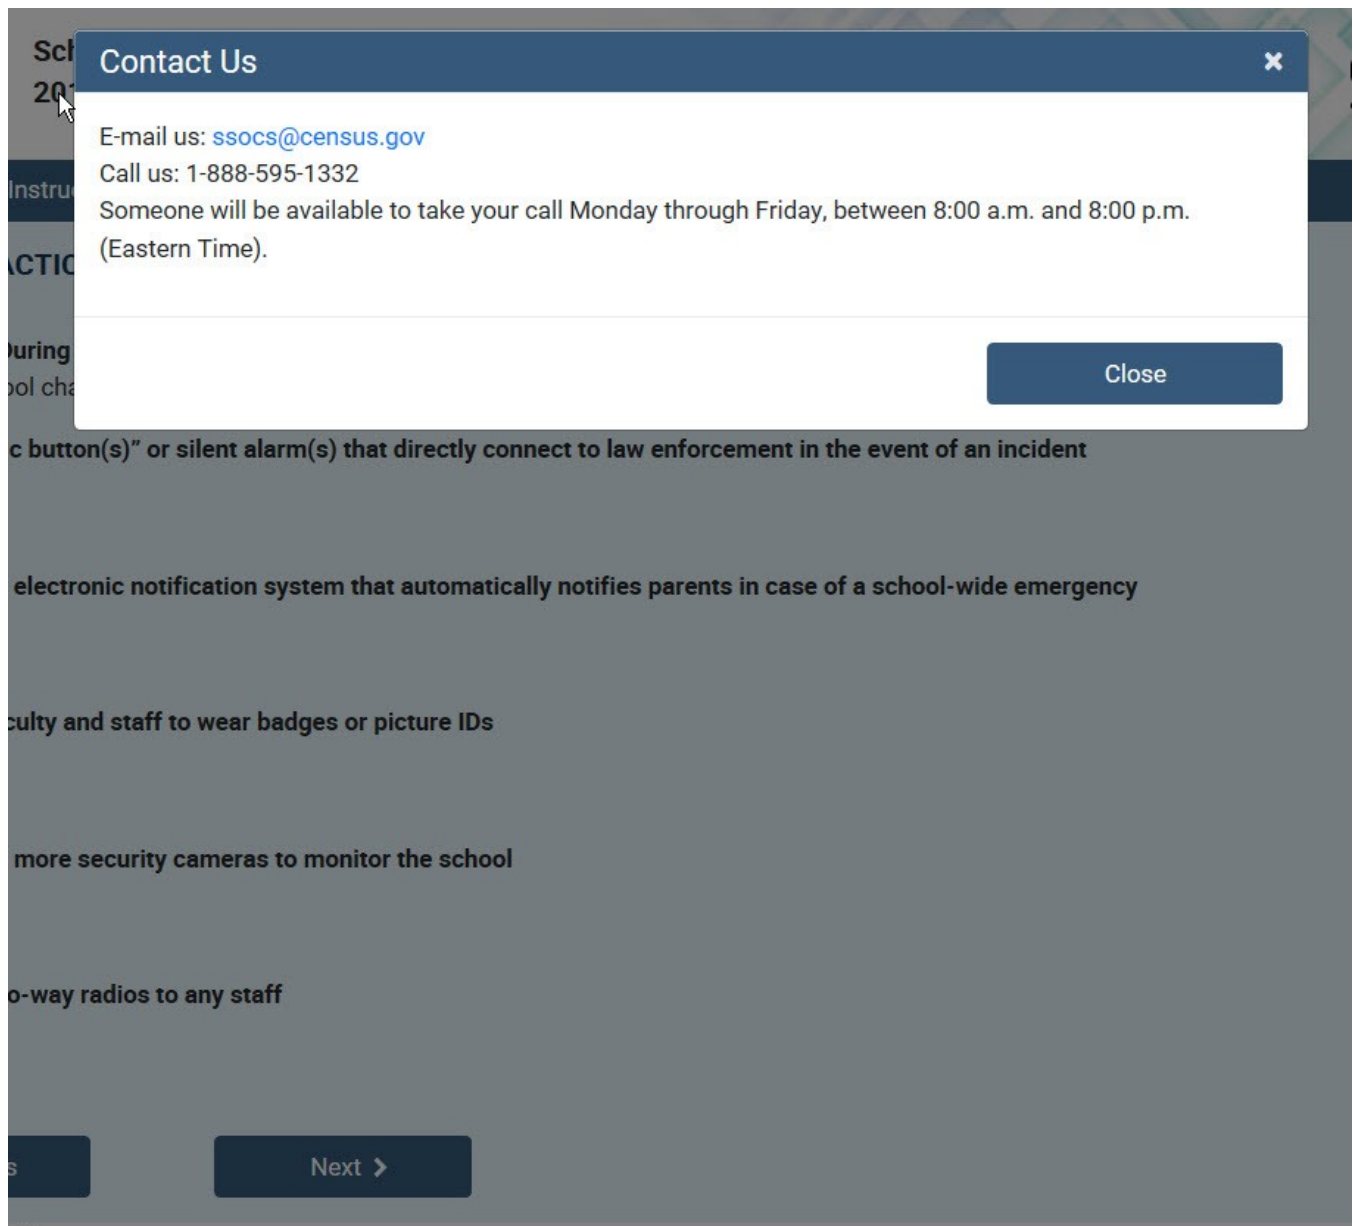 Contact Us
E-mail us: ssocs@census.gov
Call us: 1-888-595-1332
Someone will be available to take your call Monday through Friday, between 8:00 a.m. and 8:00 p.m.
(Eastern Time).
Close
button(s)” or silent alarm(s) that directly connect to law enforcement in the event of an incident
electronic notification system that automatically notifies parents in case of a school-wide emergency
and staff to wear badges or picture IDs
more security cameras to monitor the school
radios to any staff
Next